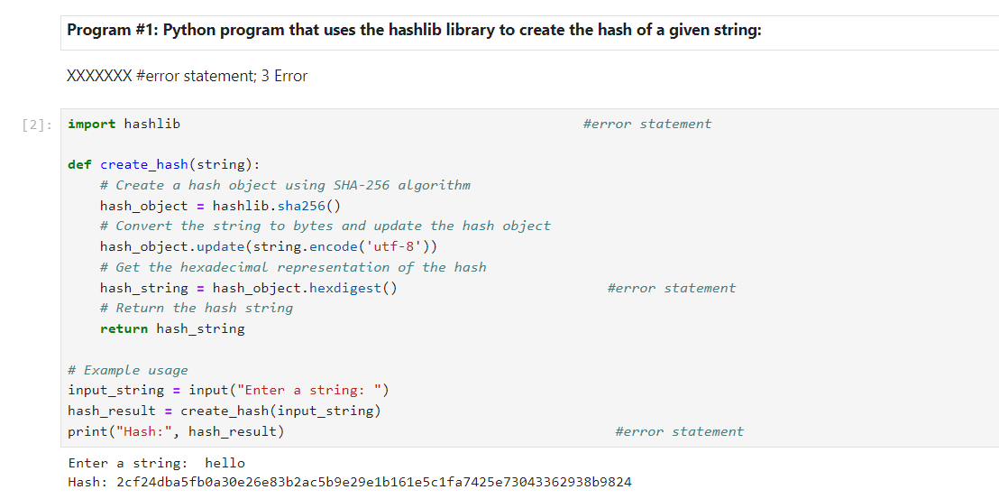 Program #1: Python program that uses the hashlib library to create the hash of a given string:
XXXXXXX #error statement; 3 Error
[2]: import hashlib #error statement
def create_hash(string):
# Create a hash object using SHA-256 algorithm
hash_object = hashlib.sha256()
# Convert the string to bytes and update the hash object
hash_object.update(string.encode('utf-8'))
# Get the hexadecimal representation of the hash
hash_string = hash_object.hexdigest() #error statement
# Return the hash string
return hash_string
# Example usage
input_string = input("Enter a string: ")
hash_result = create_hash(input_string)
print("Hash:", hash_result) #error statement
Enter a string:  hello
Hash: 2cf24dba5fb0a30e26e83b2ac5b9e29e1b161e5c1fa7425e73043362938b9824